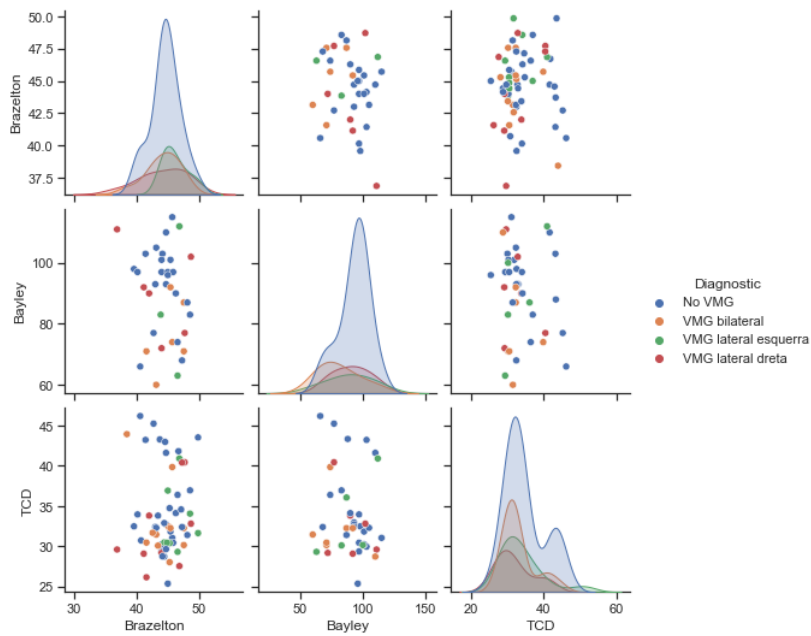 50.0
47.5
45.0
42.5
40.0
37.5
Brazelton
100
80
60
Bayley
Diagnostic
No VMG
VMG bilateral
VMG lateral esquerra
VMG lateral dreta
45
40
35
30
25
TCD
30 40 50
50 100 150
20 40 60
Brazelton Bayley TCD